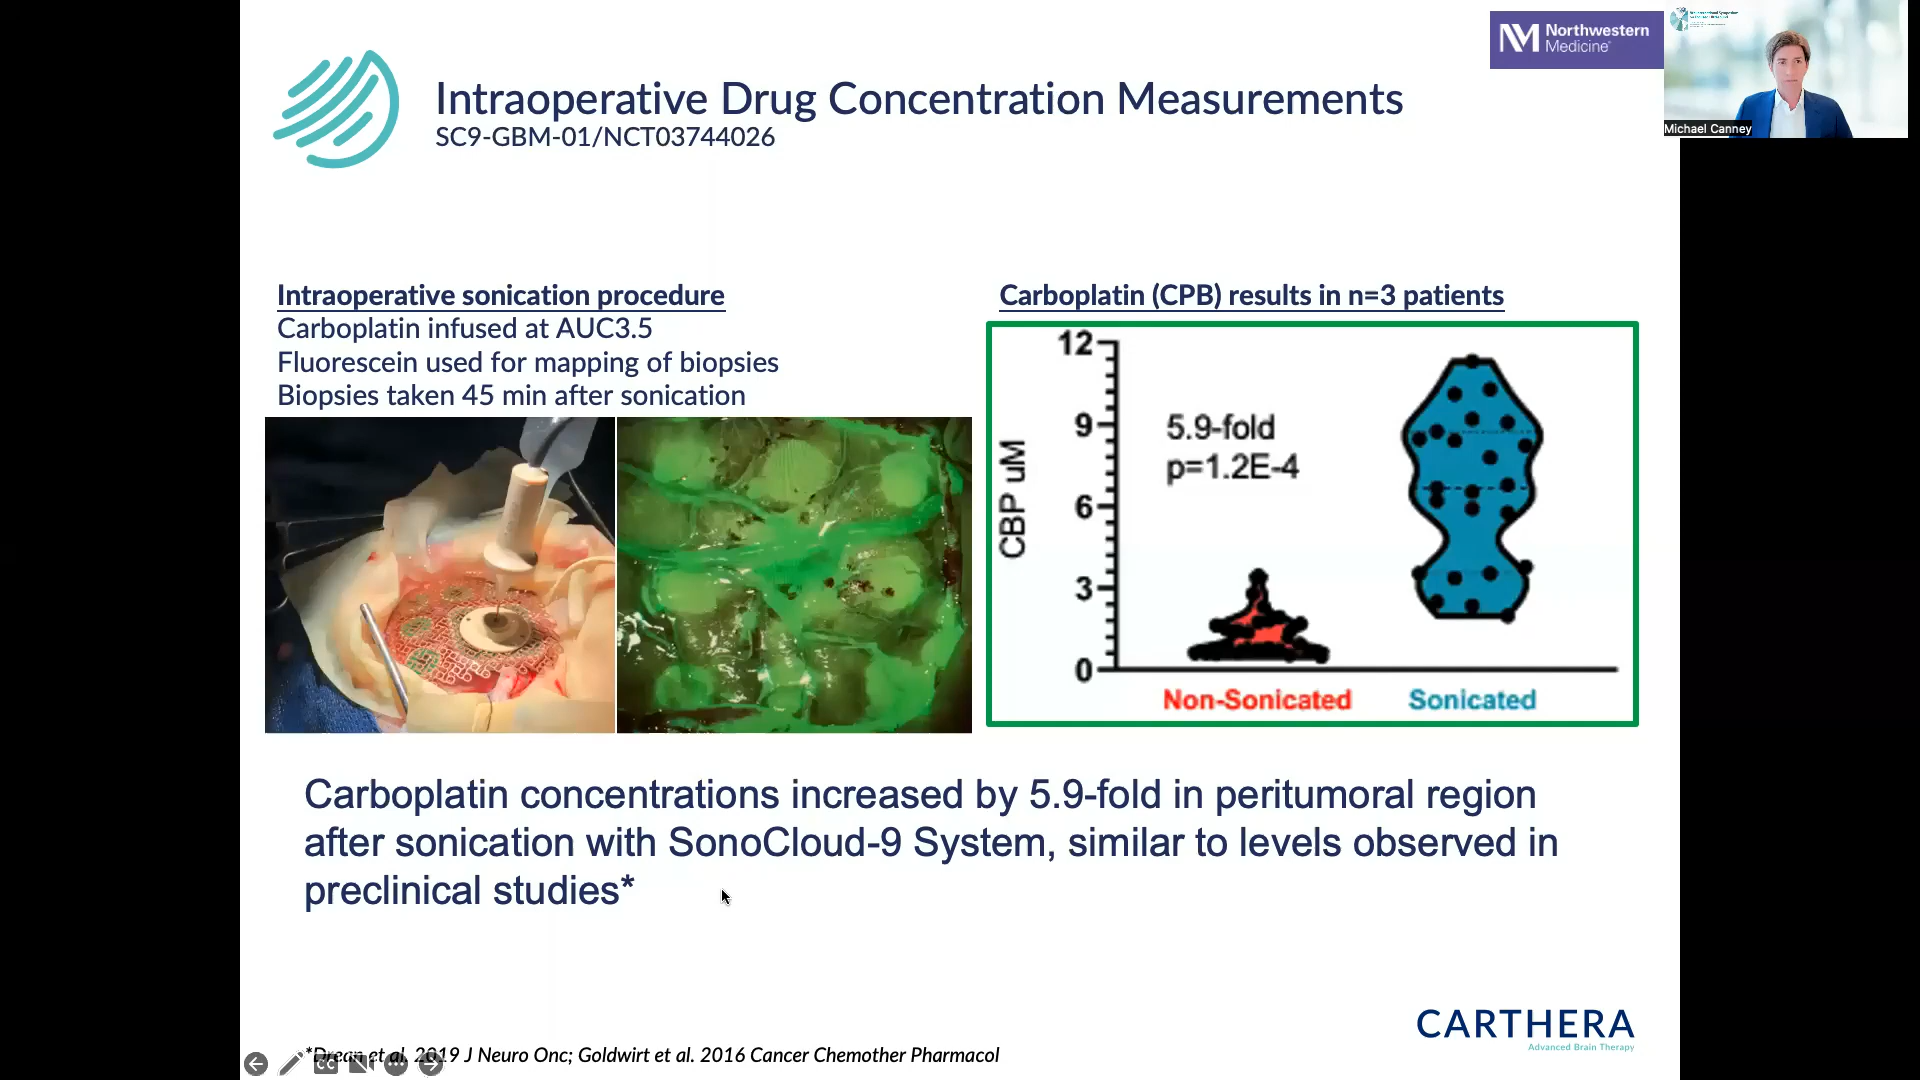 Northwestern
Medicine
Michael Canney
Intraoperative Drug Concentration Measurements
SC9-GBM-01/NCT03744026
Intraoperative sonication procedure
Carboplatin infused at AUC3.5
Fluorescein used for mapping of biopsies
Biopsies taken 45 min after sonication
Carboplatin (CPB) results in n=3 patients
12
9
6
3
0
CBP uM
5.9-fold
p=1.2E-4
Non-Sonicated
Sonicated
Carboplatin concentrations increased by 5.9-fold in peritumoral region
after sonication with SonoCloud-9 System, similar to levels observed in
preclinical studies*
CARTHERA
Advanced Brain Therapy
*Drean et al. 2019 J Neuro Onc; Goldwirt et al. 2016 Cancer Chemother Pharmacol
CC